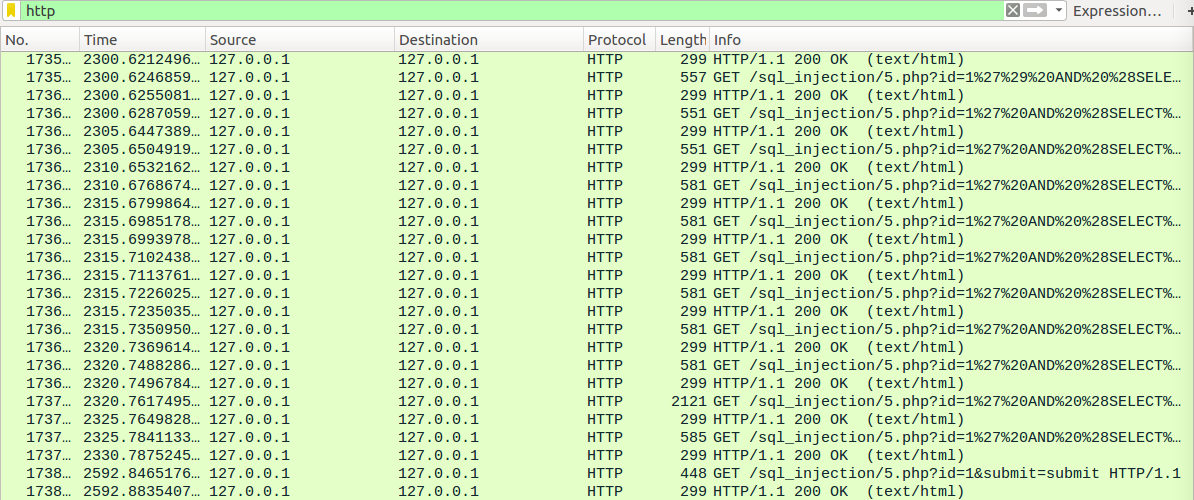 http Expression… +
No. Time Source Destination Protocol Length Info
1735… 2300.6212496… 127.0.0.1 127.0.0.1 HTTP 299 HTTP/1.1 200 OK (text/html)
1735… 2300.6246859… 127.0.0.1 127.0.0.1 HTTP 557 GET /sql_injection/5.php?id=1%27%29%20AND%20%28SELE…
1736… 2300.6255081… 127.0.0.1 127.0.0.1 HTTP 299 HTTP/1.1 200 OK (text/html)
1736… 2300.6287059… 127.0.0.1 127.0.0.1 HTTP 551 GET /sql_injection/5.php?id=1%27%20AND%20%28SELECT%…
1736… 2305.6447389… 127.0.0.1 127.0.0.1 HTTP 299 HTTP/1.1 200 OK (text/html)
1736… 2305.6504919… 127.0.0.1 127.0.0.1 HTTP 551 GET /sql_injection/5.php?id=1%27%20AND%20%28SELECT%…
1736… 2310.6532162… 127.0.0.1 127.0.0.1 HTTP 299 HTTP/1.1 200 OK (text/html)
1736… 2310.6768674… 127.0.0.1 127.0.0.1 HTTP 581 GET /sql_injection/5.php?id=1%27%20AND%20%28SELECT%…
1736… 2315.6799864… 127.0.0.1 127.0.0.1 HTTP 299 HTTP/1.1 200 OK (text/html)
1736… 2315.6985178… 127.0.0.1 127.0.0.1 HTTP 581 GET /sql_injection/5.php?id=1%27%20AND%20%28SELECT%…
1736… 2315.6993978… 127.0.0.1 127.0.0.1 HTTP 299 HTTP/1.1 200 OK (text/html)
1736… 2315.7102438… 127.0.0.1 127.0.0.1 HTTP 581 GET /sql_injection/5.php?id=1%27%20AND%20%28SELECT%…
1736… 2315.7113761… 127.0.0.1 127.0.0.1 HTTP 299 HTTP/1.1 200 OK (text/html)
1736… 2315.7226025… 127.0.0.1 127.0.0.1 HTTP 581 GET /sql_injection/5.php?id=1%27%20AND%20%28SELECT%…
1736… 2315.7235035… 127.0.0.1 127.0.0.1 HTTP 299 HTTP/1.1 200 OK (text/html)
1736… 2315.7350950… 127.0.0.1 127.0.0.1 HTTP 581 GET /sql_injection/5.php?id=1%27%20AND%20%28SELECT%…
1736… 2320.7369614… 127.0.0.1 127.0.0.1 HTTP 299 HTTP/1.1 200 OK (text/html)
1736… 2320.7488286… 127.0.0.1 127.0.0.1 HTTP 581 GET /sql_injection/5.php?id=1%27%20AND%20%28SELECT%…
1736… 2320.7496784… 127.0.0.1 127.0.0.1 HTTP 299 HTTP/1.1 200 OK (text/html)
1737… 2320.7617495… 127.0.0.1 127.0.0.1 HTTP 2121 GET /sql_injection/5.php?id=1%27%20AND%20%28SELECT%…
1737… 2325.7649828… 127.0.0.1 127.0.0.1 HTTP 299 HTTP/1.1 200 OK (text/html)
1737… 2325.7841133… 127.0.0.1 127.0.0.1 HTTP 585 GET /sql_injection/5.php?id=1%27%20AND%20%28SELECT%…
1737… 2330.7875245… 127.0.0.1 127.0.0.1 HTTP 299 HTTP/1.1 200 OK (text/html)
1738… 2592.8465176… 127.0.0.1 127.0.0.1 HTTP 448 GET /sql_injection/5.php?id=1&submit=submit HTTP/1.1
1738… 2592.8835407… 127.0.0.1 127.0.0.1 HTTP 299 HTTP/1.1 200 OK (text/html)